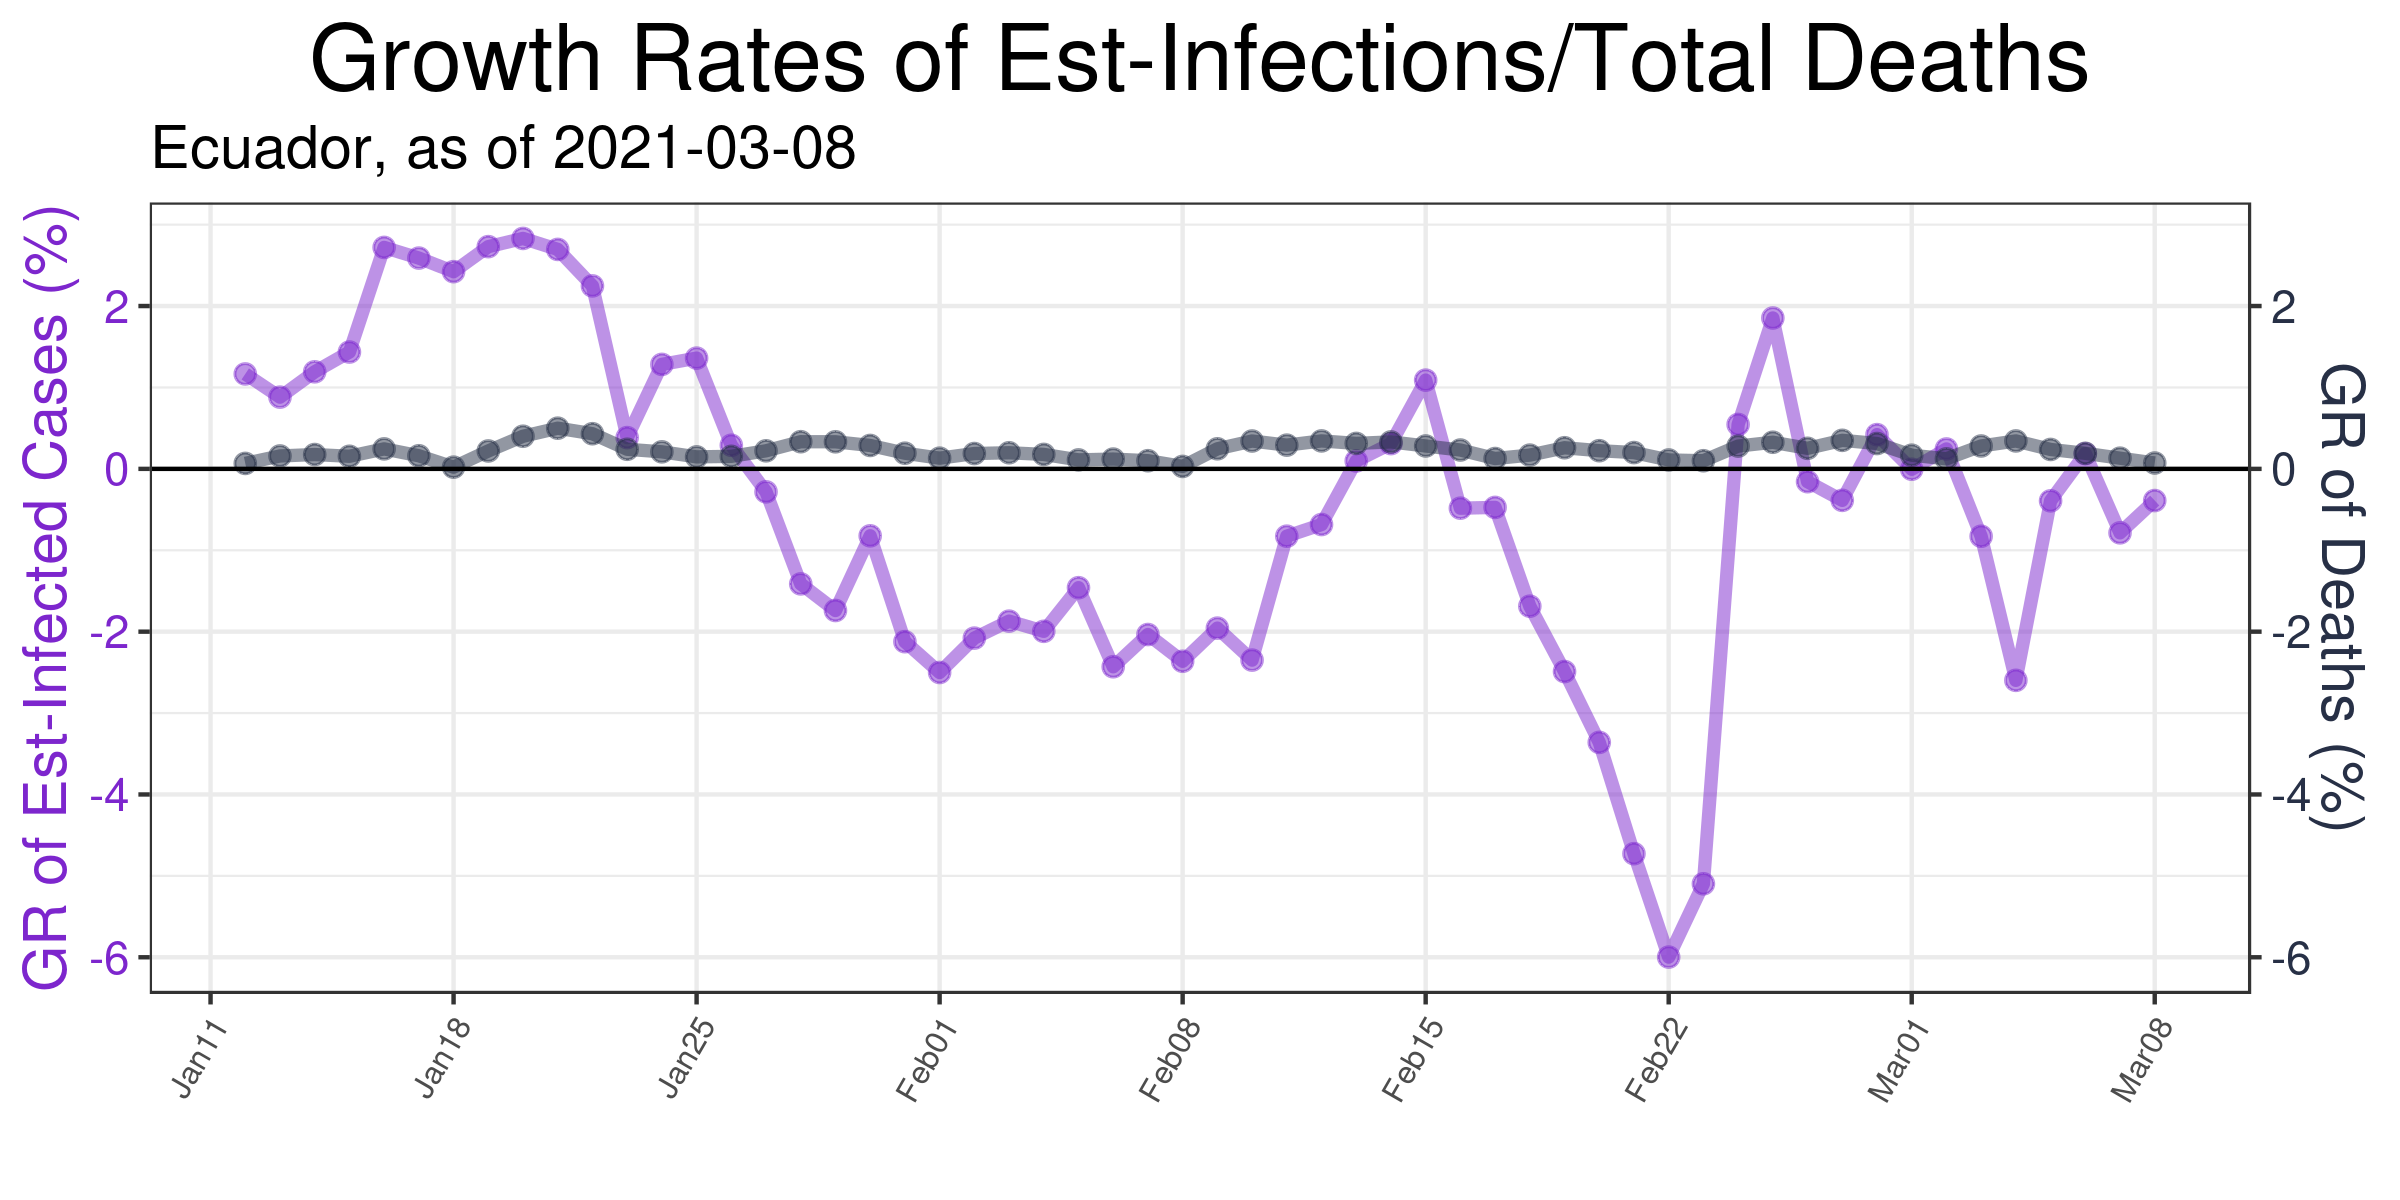 Growth Rates of Est-Infections/Total Deaths
Ecuador, as of 2021-03-08
GR of Est-Infected Cases (%)
2
0
-2
-4
-6
2
0
-2
-4
-6
GR of Deaths (%)
Jan11
Jan18
Jan25
Feb01
Feb08
Feb15
Feb22
Mar01
Mar08